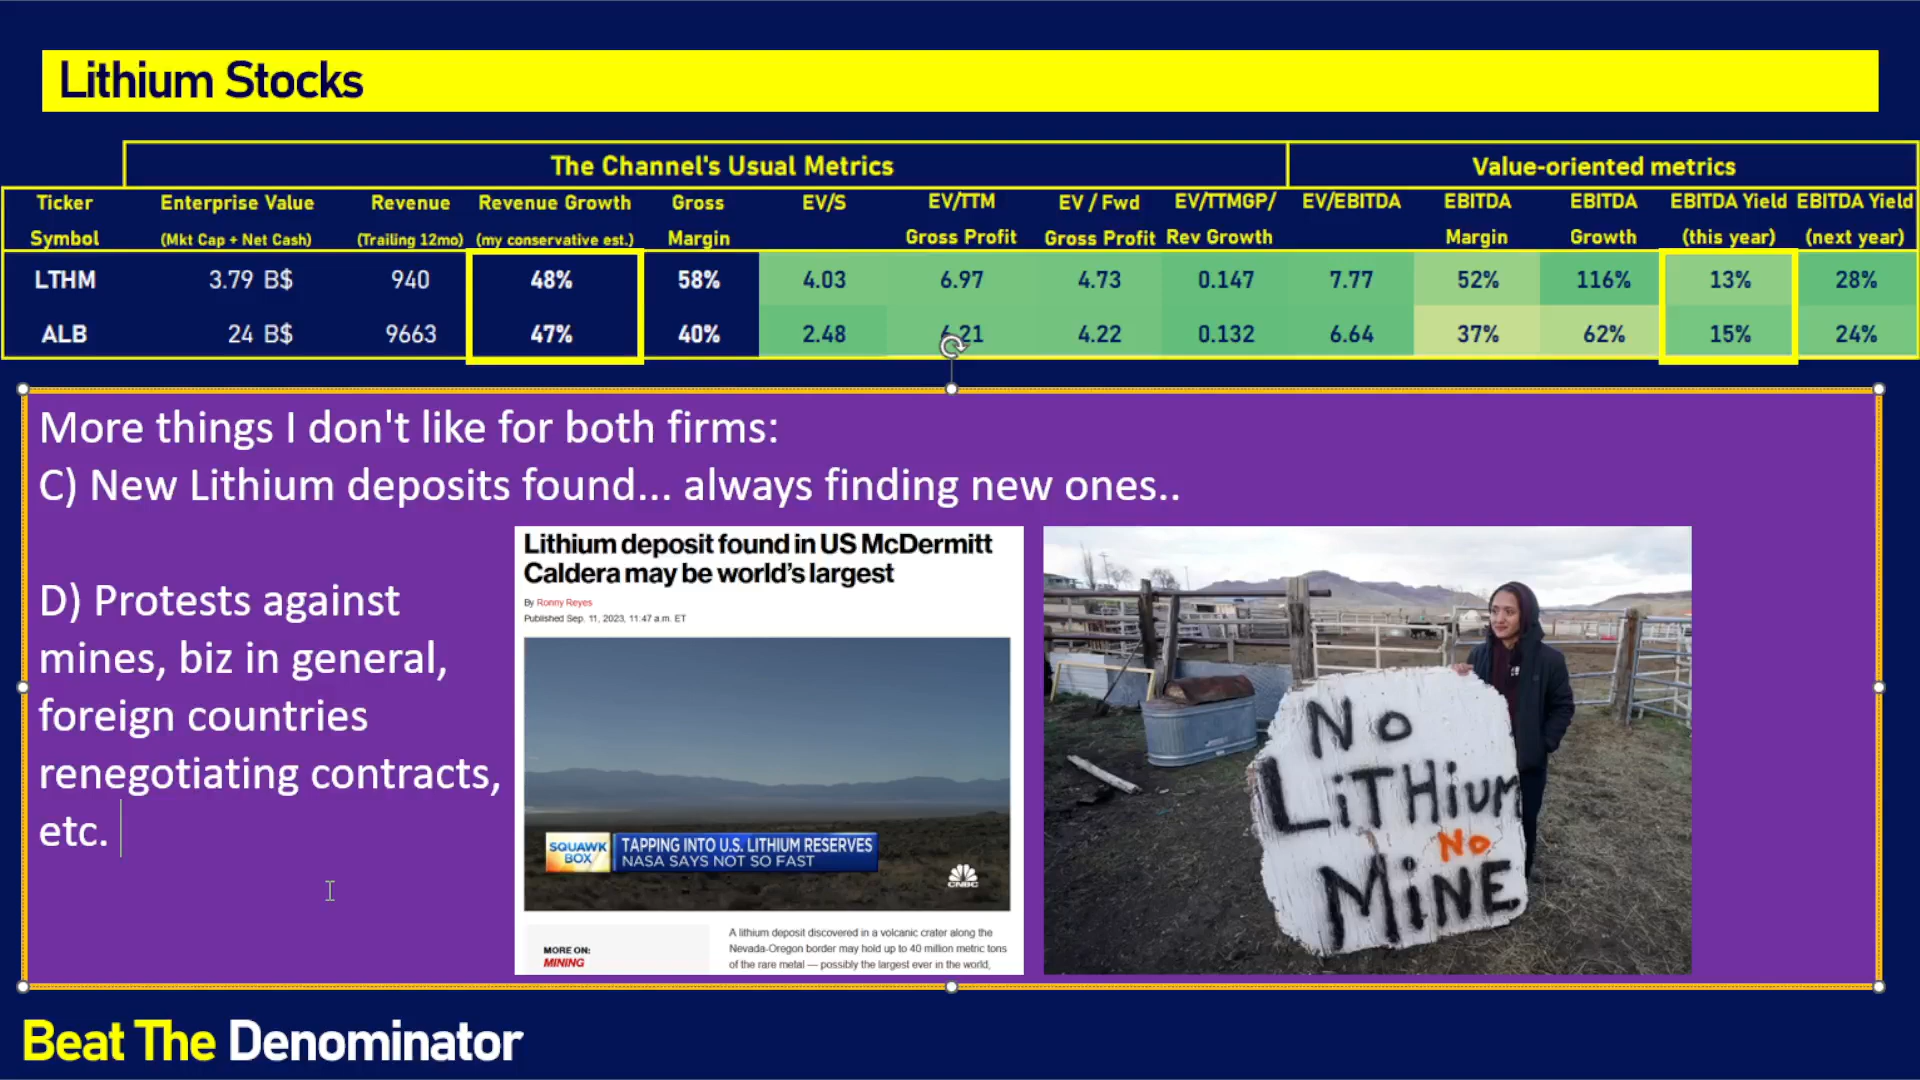 Lithium Stocks
The Channel's Usual Metrics Value-oriented metrics
Ticker Enterprise Value Revenue Revenue Growth Gross EV/S EV/TTM EV / Fwd EV/TTMGP/ EV/EBITDA EBITDA EBITDA EBITDA Yield EBITDA Yield
Symbol (Mkt Cap + Net Cash) (Trailing 12mo) (my conservative est.) Margin Gross Profit Gross Profit Rev Growth Margin Growth (this year) (next year)
LTHM 3.79 B$ 940 48% 58% 4.03 6.97 4.73 0.147 7.77 52% 116% 13% 28%
ALB 24 B$ 9663 47% 40% 2.48 6.21 4.22 0.132 6.64 37% 62% 15% 24%
More things I don't like for both firms:
C) New Lithium deposits found... always finding new ones..
D) Protests against
mines, biz in general,
foreign countries
renegotiating contracts,
etc.
Lithium deposit found in US McDermitt
Caldera may be world's largest
By Ronny Reyes
Published Sep. 11, 2023, 11:47 a.m. ET
SQUAWK
BOX
TAPPING INTO U.S. LITHIUM RESERVES
NASA SAYS NOT SO FAST
CNBC
MORE ON:
MINING
A lithium deposit discovered in a volcanic crater along the
Nevada-Oregon border may hold up to 40 million metric tons
of the rare metal — possibly the largest ever in the world,
No
LiTHiuM
No
MiNE
Beat The Denominator